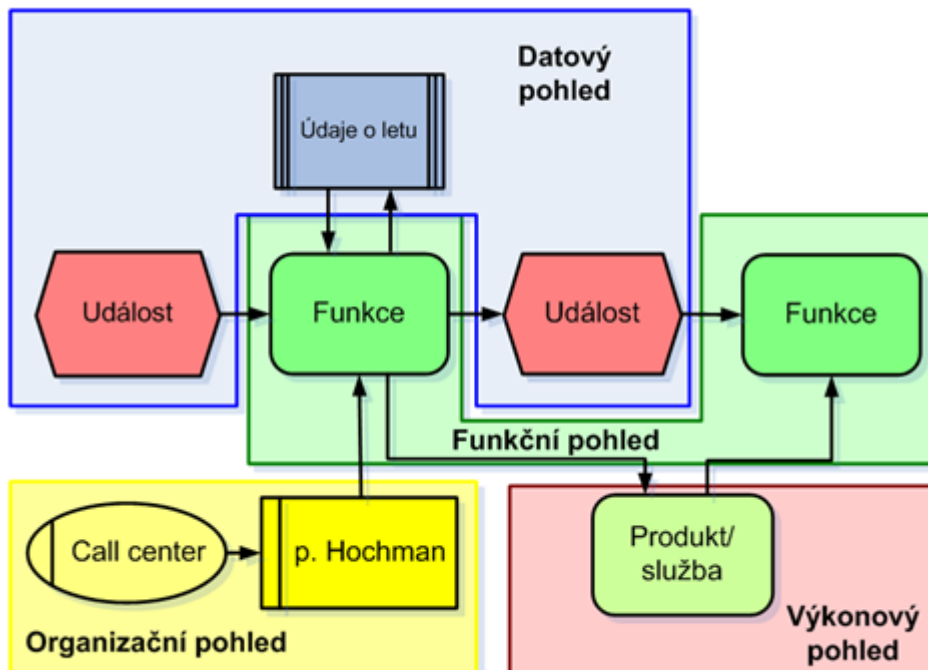 Datový
pohled
Údaje o letu
Událost
Funkce
Událost
Funkce
Funkční pohled
Call center
p. Hochman
Produkt/
služba
Organizační pohled
Výkonový
pohled